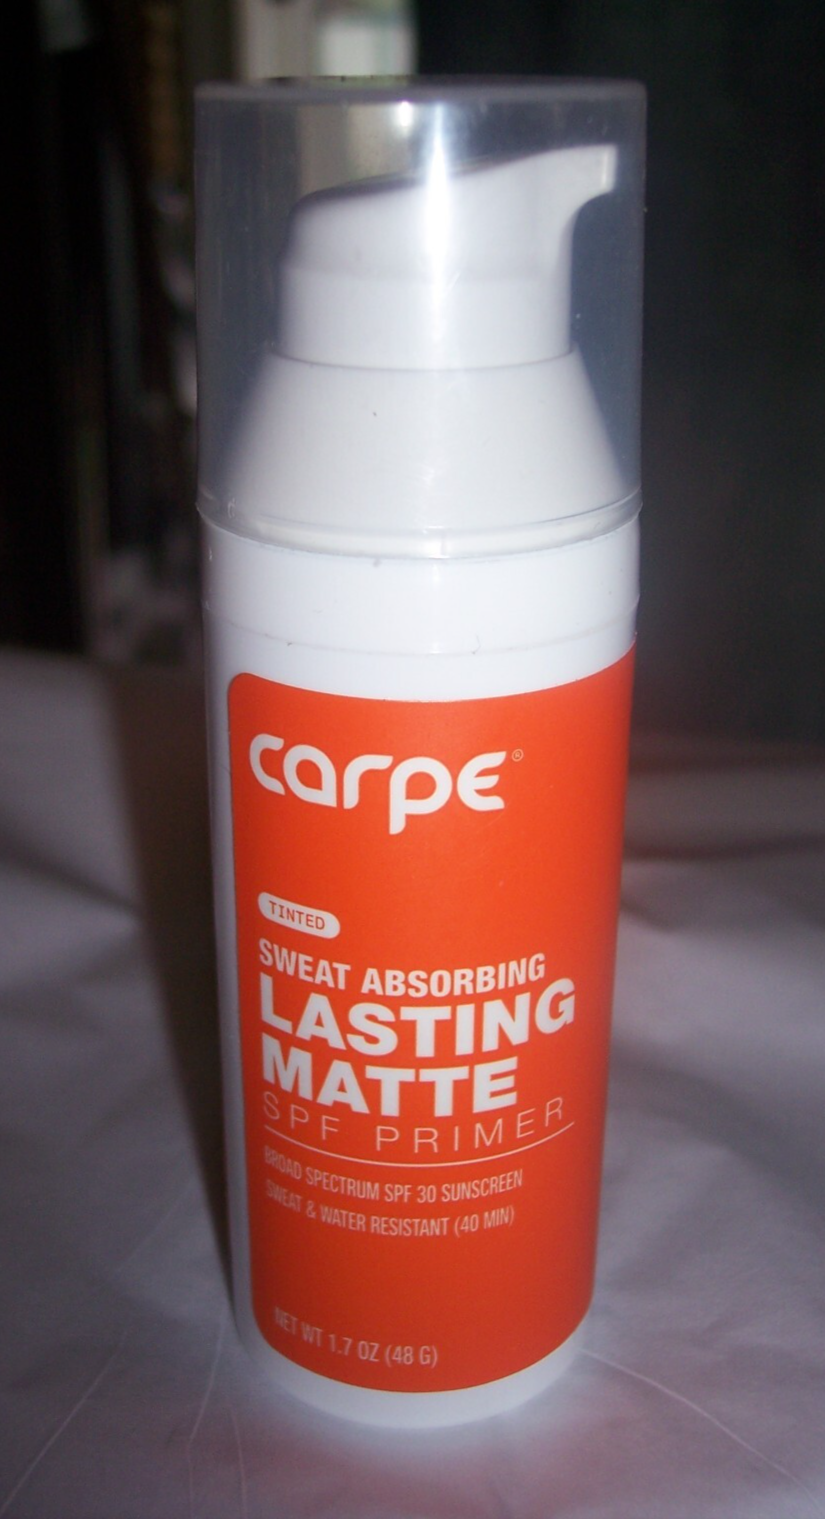 carpe®
TINTED
SWEAT ABSORBING
LASTING
MATTE
SPF PRIMER
BROAD SPECTRUM SPF 30 SUNSCREEN
SWEAT & WATER RESISTANT (40 MIN)
NET WT 1.7 OZ (48 G)